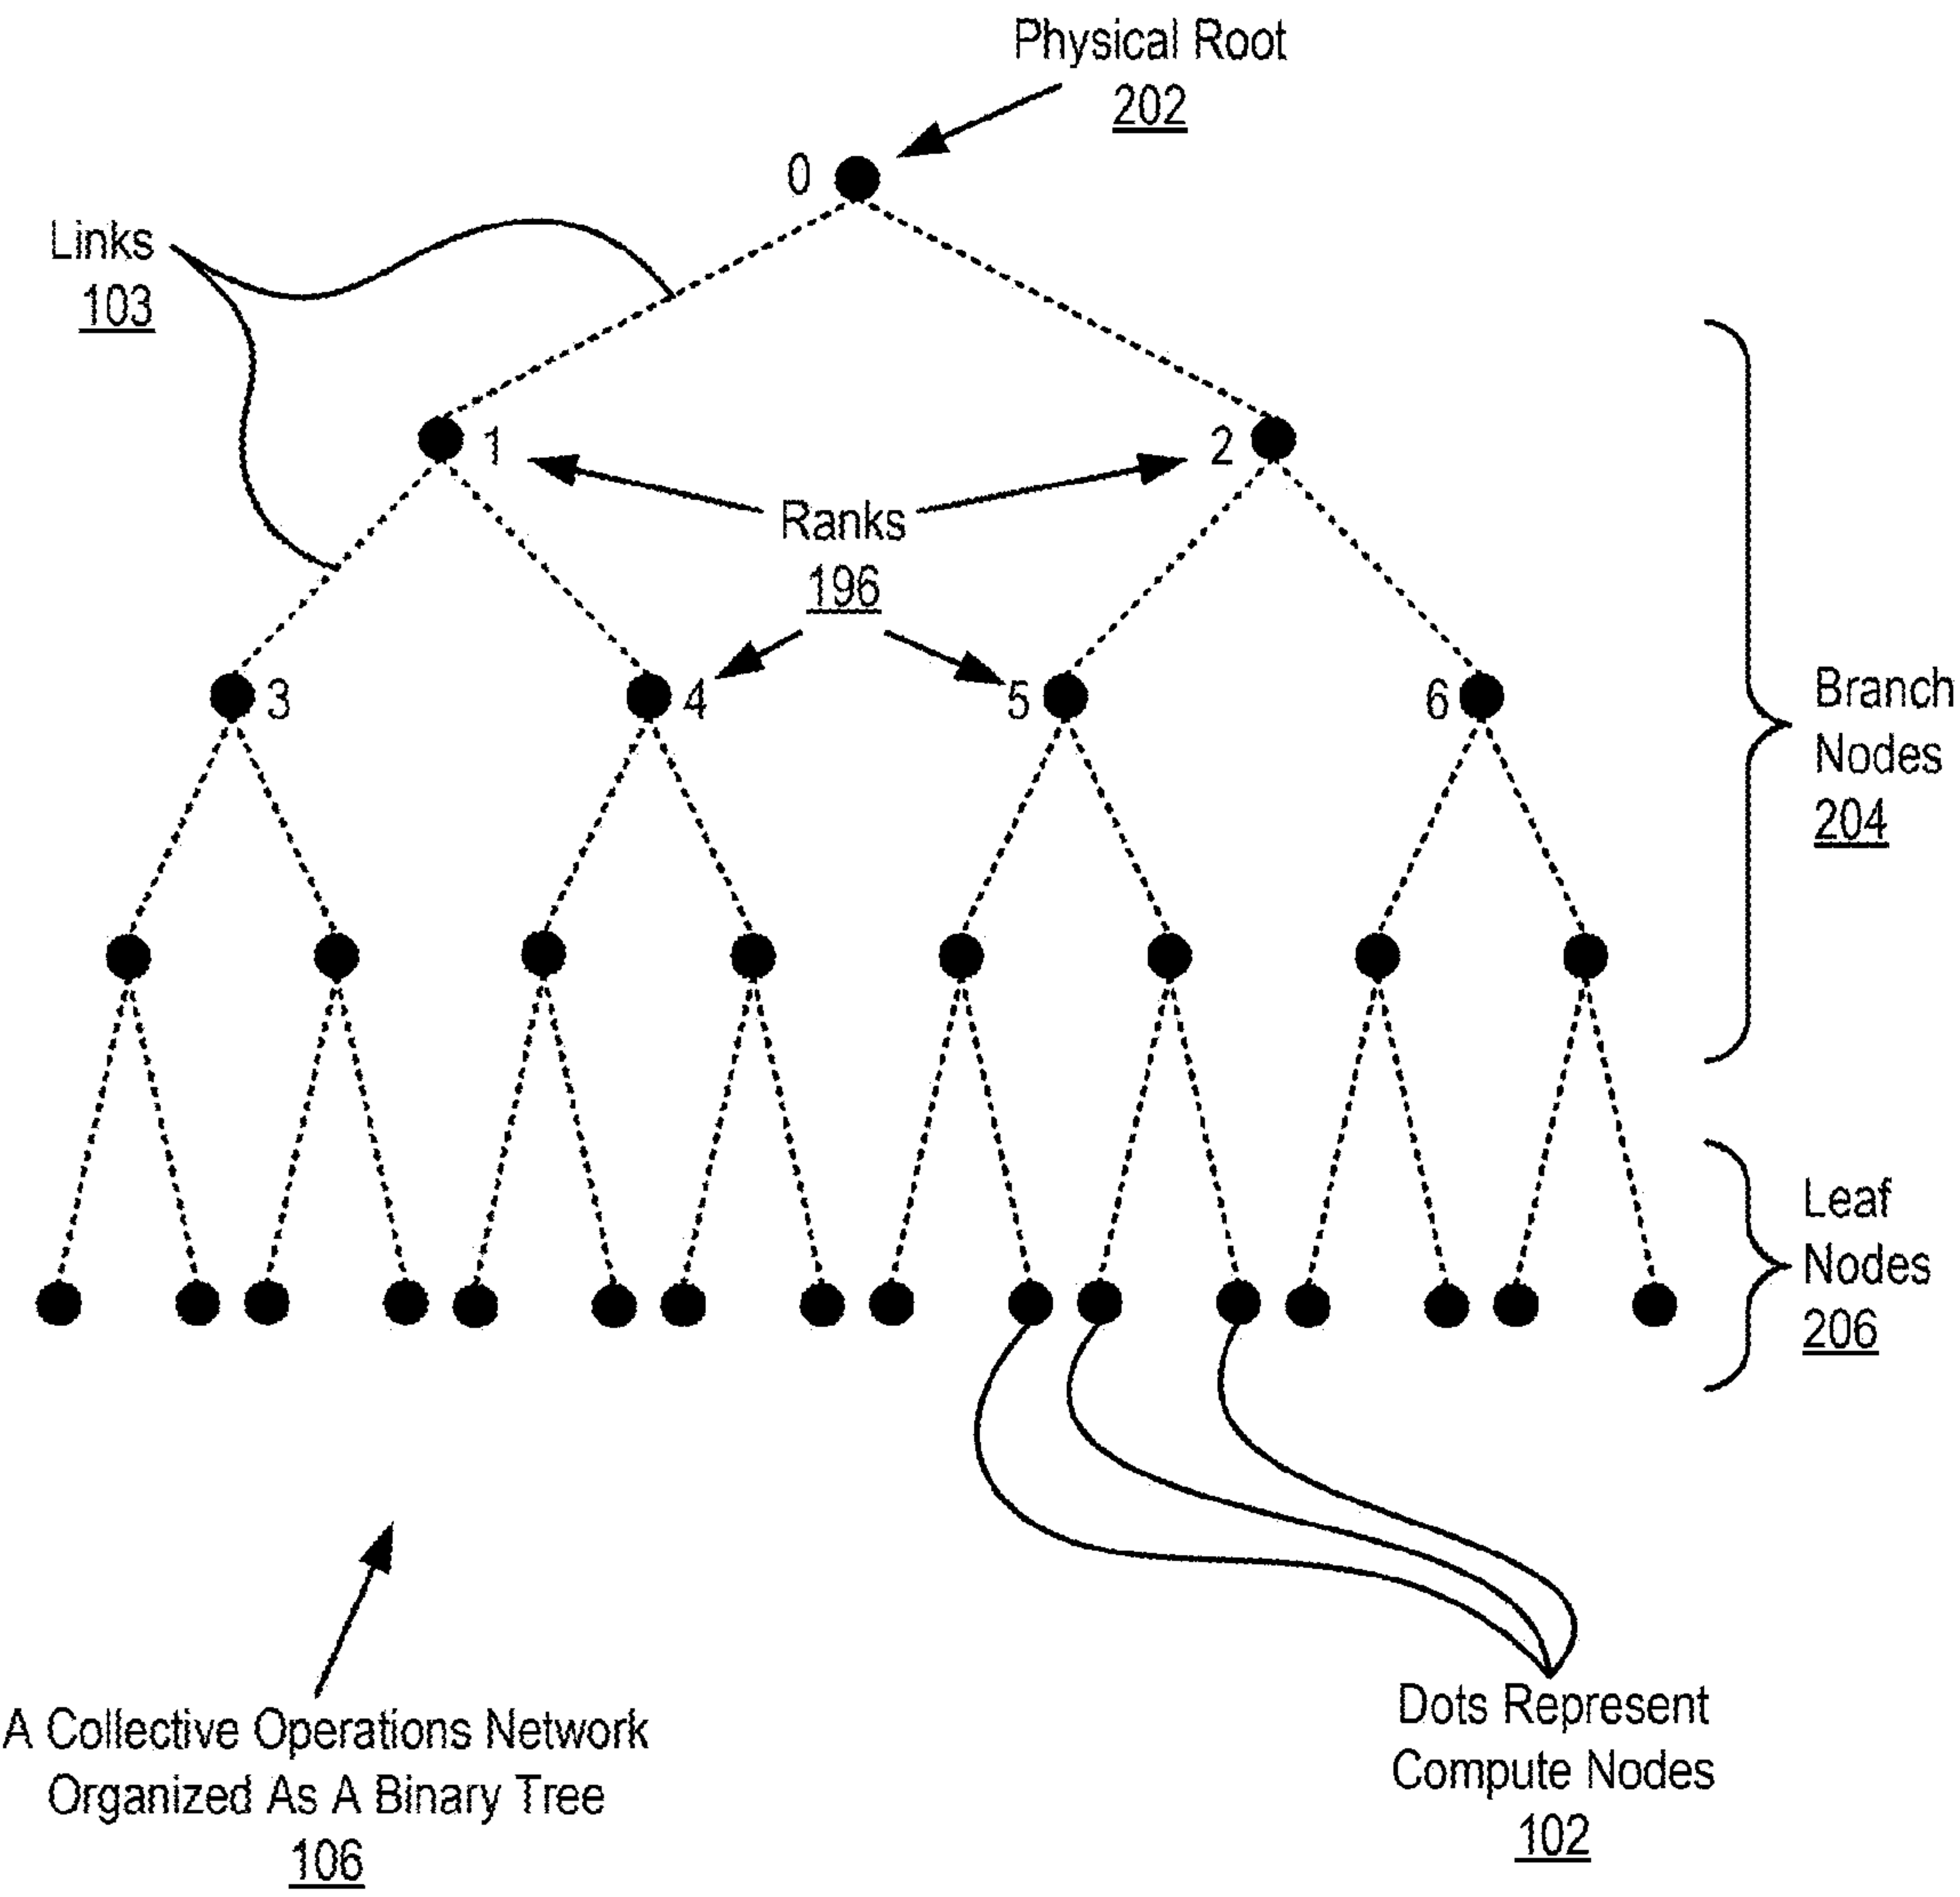 Physical Root
202
0
Links
103
1
2
Ranks
196
3
4
5
6
Branch
Nodes
204
Leaf
Nodes
206
A Collective Operations Network
Organized As A Binary Tree
106
Dots Represent
Compute Nodes
102